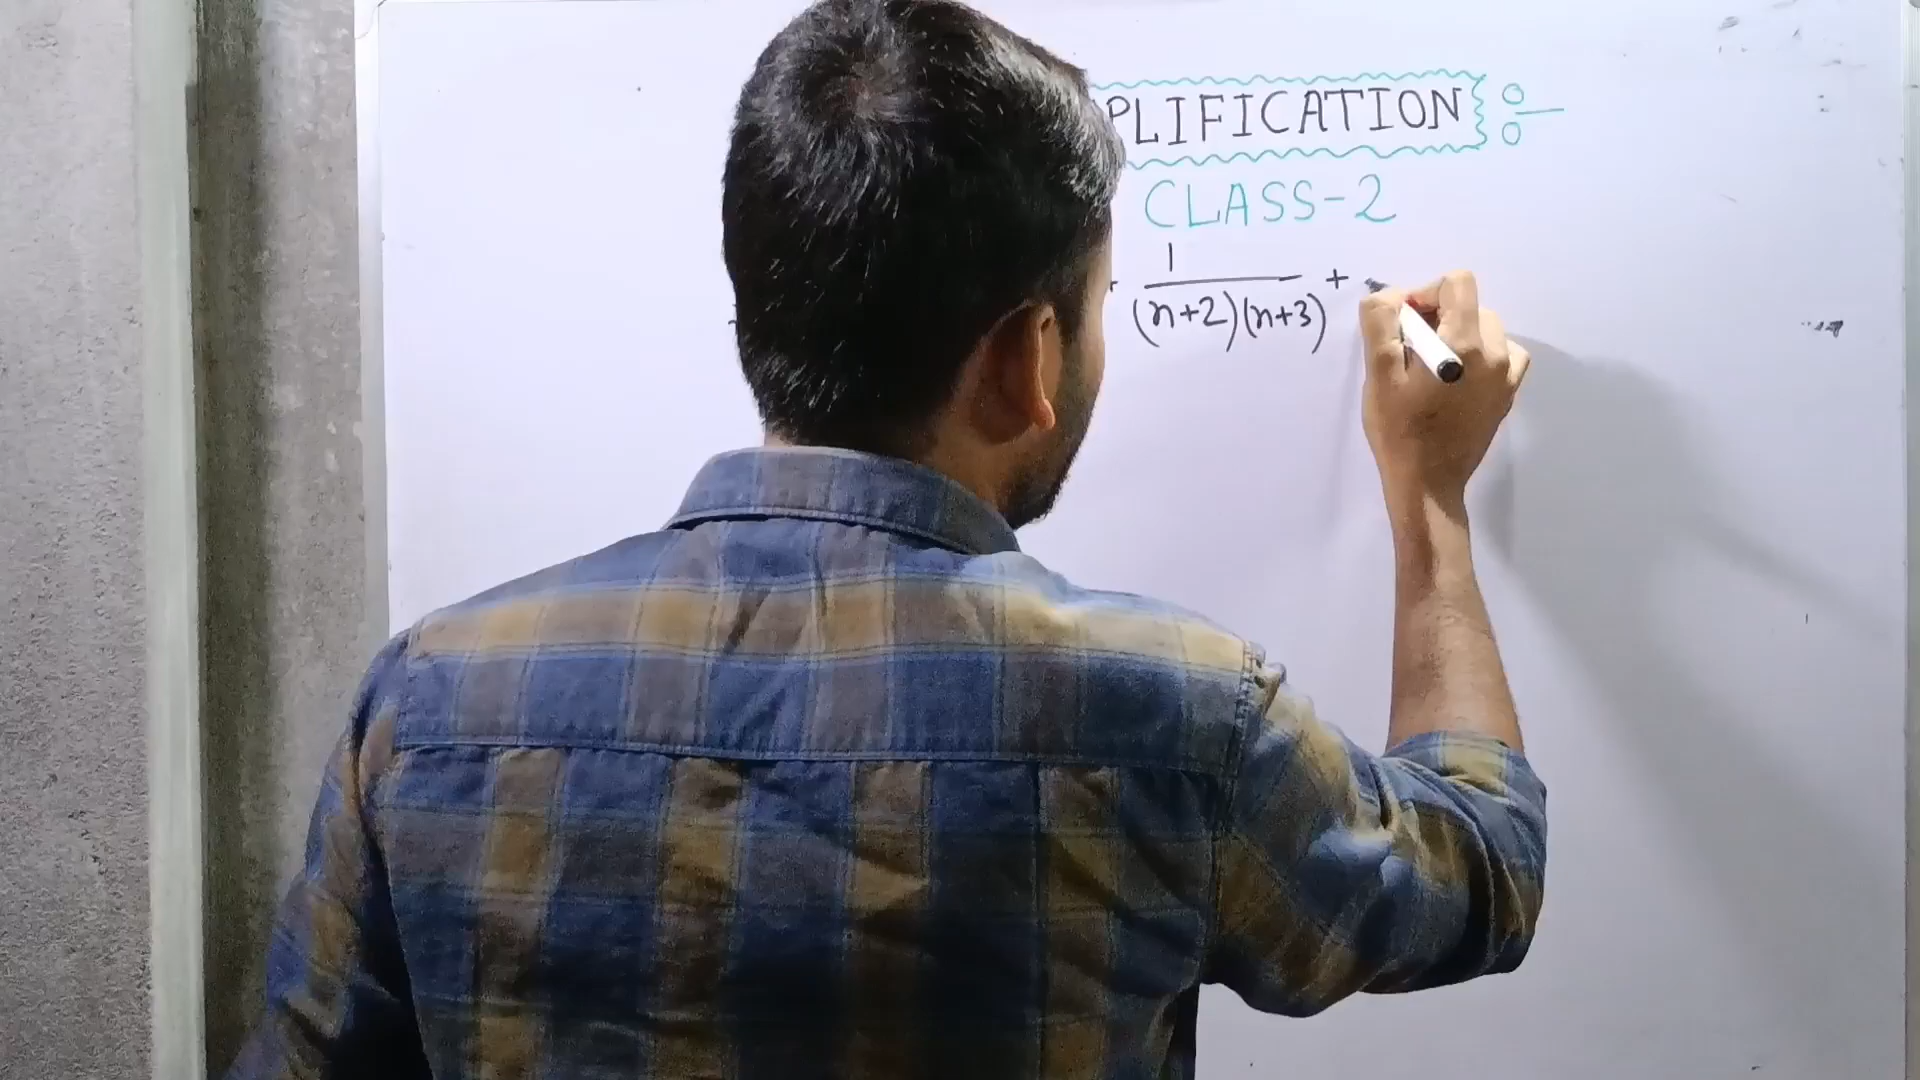 PLIFICATION :-
CLASS-2
+ 1/(n+2)(n+3) +